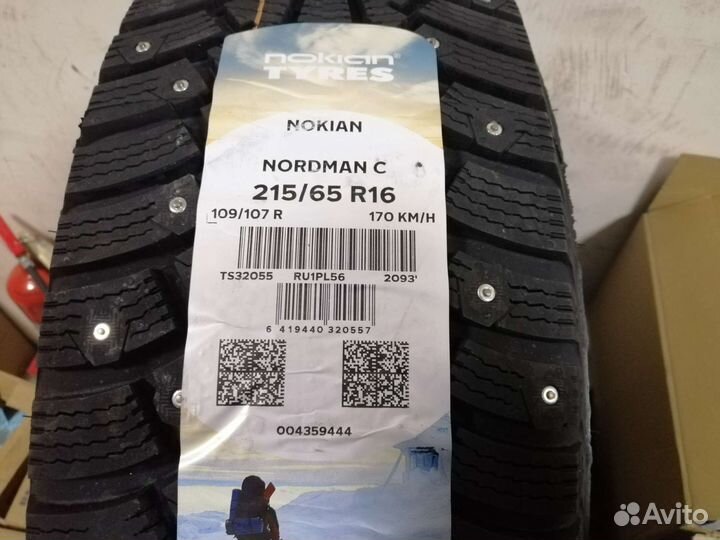 nokian
TYRES
NOKIAN
NORDMAN C
215/65 R16
109/107 R 170 KM/H
TS32055 RU1PL56 2093'
6 419440 320557
004359444
Avito